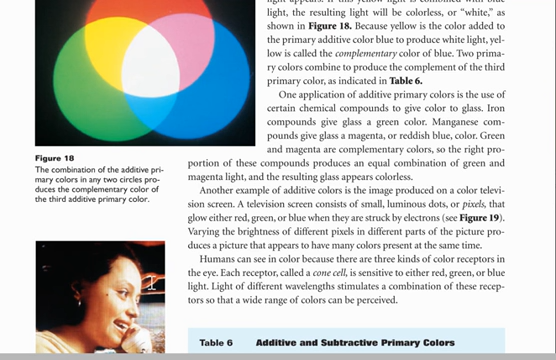 light appears. If this yellow light is combined with blue
light, the resulting light will be colorless, or “white,” as
shown in Figure 18. Because yellow is the color added to
the primary additive color blue to produce white light, yel-
low is called the complementary color of blue. Two prima-
ry colors combine to produce the complement of the third
primary color, as indicated in Table 6.
One application of additive primary colors is the use of
certain chemical compounds to give color to glass. Iron
compounds give glass a green color. Manganese com-
pounds give glass a magenta, or reddish blue, color. Green
and magenta are complementary colors, so the right pro-
portion of these compounds produces an equal combination of green and
magenta light, and the resulting glass appears colorless.
Another example of additive colors is the image produced on a color televi-
sion screen. A television screen consists of small, luminous dots, or pixels, that
glow either red, green, or blue when they are struck by electrons (see Figure 19).
Varying the brightness of different pixels in different parts of the picture pro-
duces a picture that appears to have many colors present at the same time.
Humans can see in color because there are three kinds of color receptors in
the eye. Each receptor, called a cone cell, is sensitive to either red, green, or blue
light. Light of different wavelengths stimulates a combination of these recep-
tors so that a wide range of colors can be perceived.
Figure 18
The combination of the additive pri-
mary colors in any two circles pro-
duces the complementary color of
the third additive primary color.
Table 6 Additive and Subtractive Primary Colors